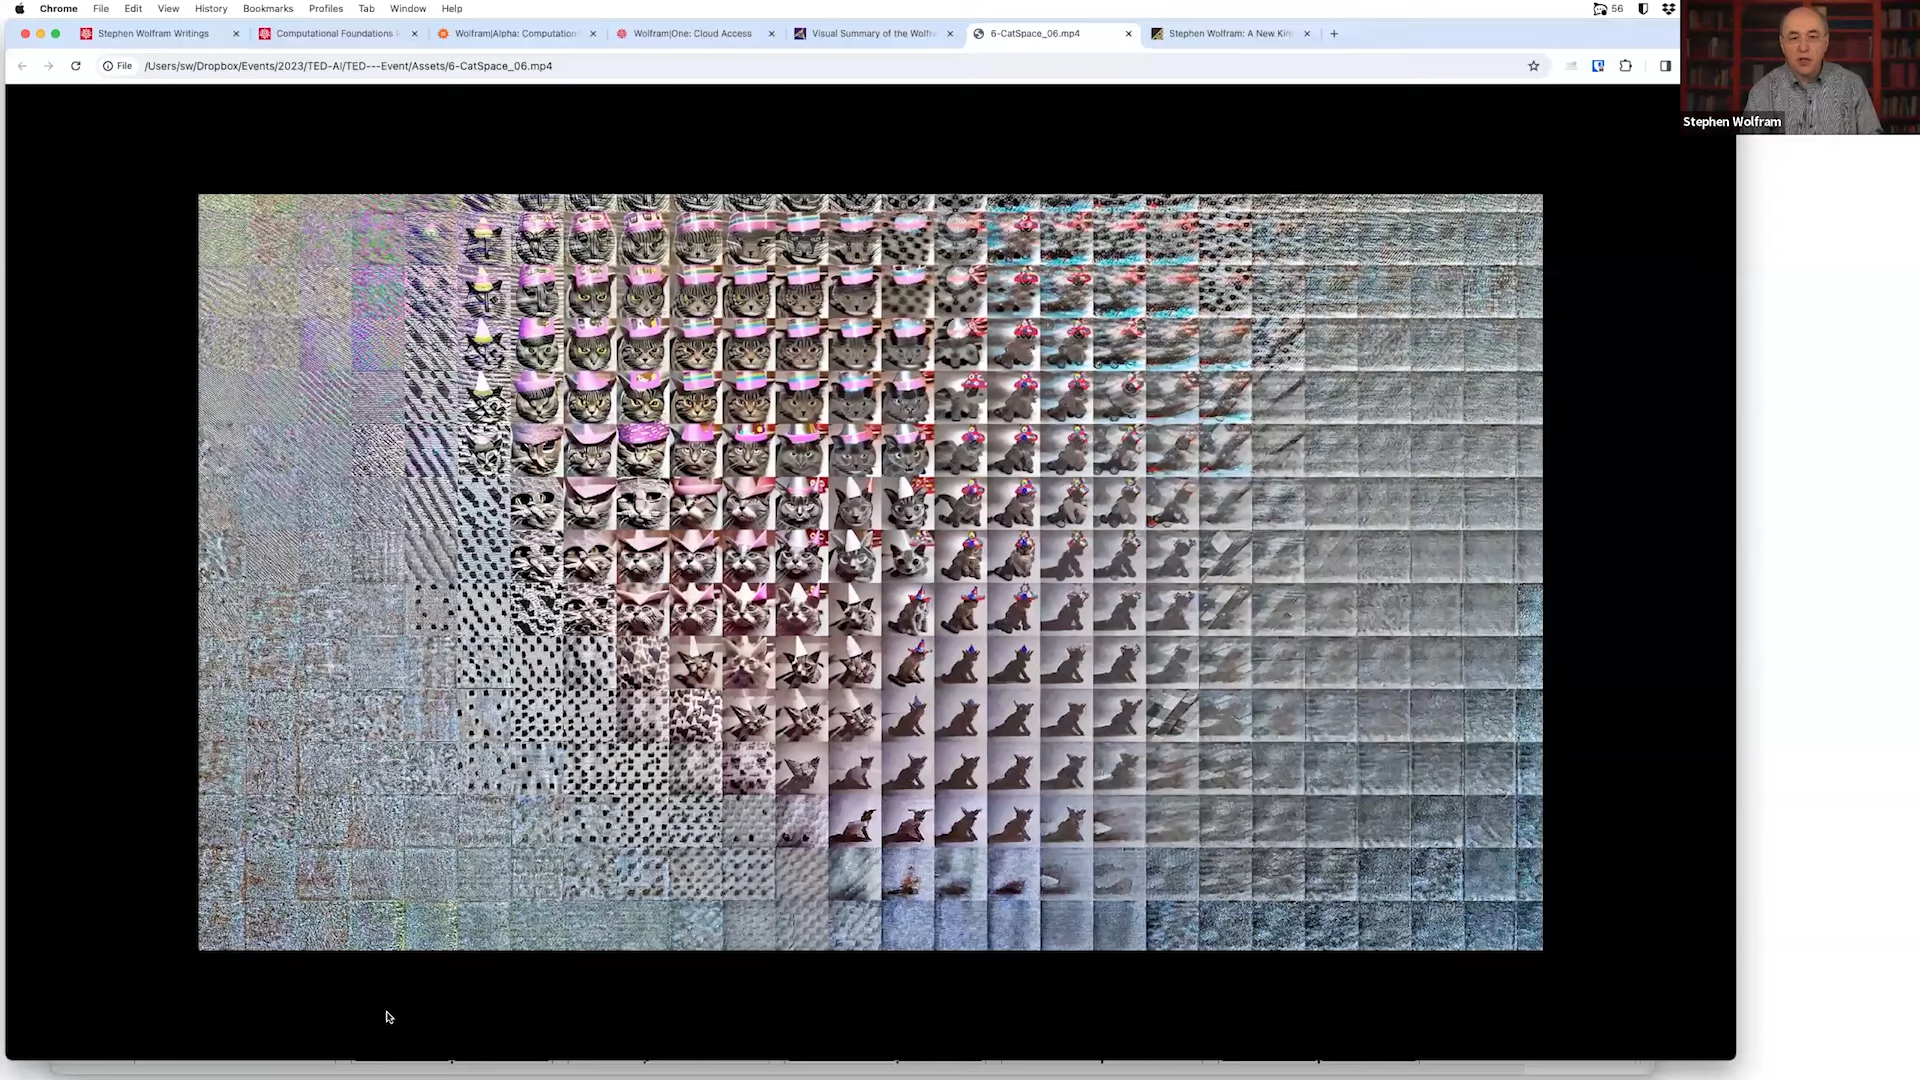 Chrome File Edit View History Bookmarks Profiles Tab Window Help 56
Stephen Wolfram Writings
Computational Foundations
Wolfram|Alpha: Computation
Wolfram|One: Cloud Access
Visual Summary of the Wolfr
6-CatSpace_06.mp4
Stephen Wolfram: A New Kin
File /Users/sw/Dropbox/Events/2023/TED-AI/TED---Event/Assets/6-CatSpace_06.mp4
Stephen Wolfram